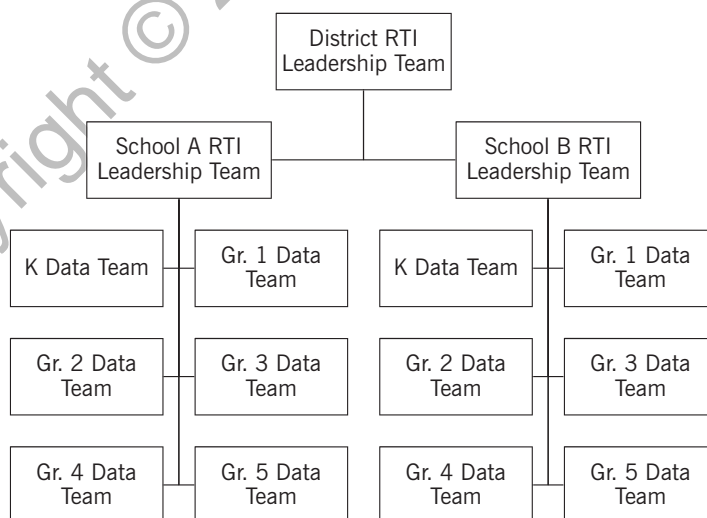 Copyright © 2
District RTI
Leadership Team
School A RTI
Leadership Team
School B RTI
Leadership Team
K Data Team
Gr. 1 Data
Team
K Data Team
Gr. 1 Data
Team
Gr. 2 Data
Team
Gr. 3 Data
Team
Gr. 2 Data
Team
Gr. 3 Data
Team
Gr. 4 Data
Team
Gr. 5 Data
Team
Gr. 4 Data
Team
Gr. 5 Data
Team